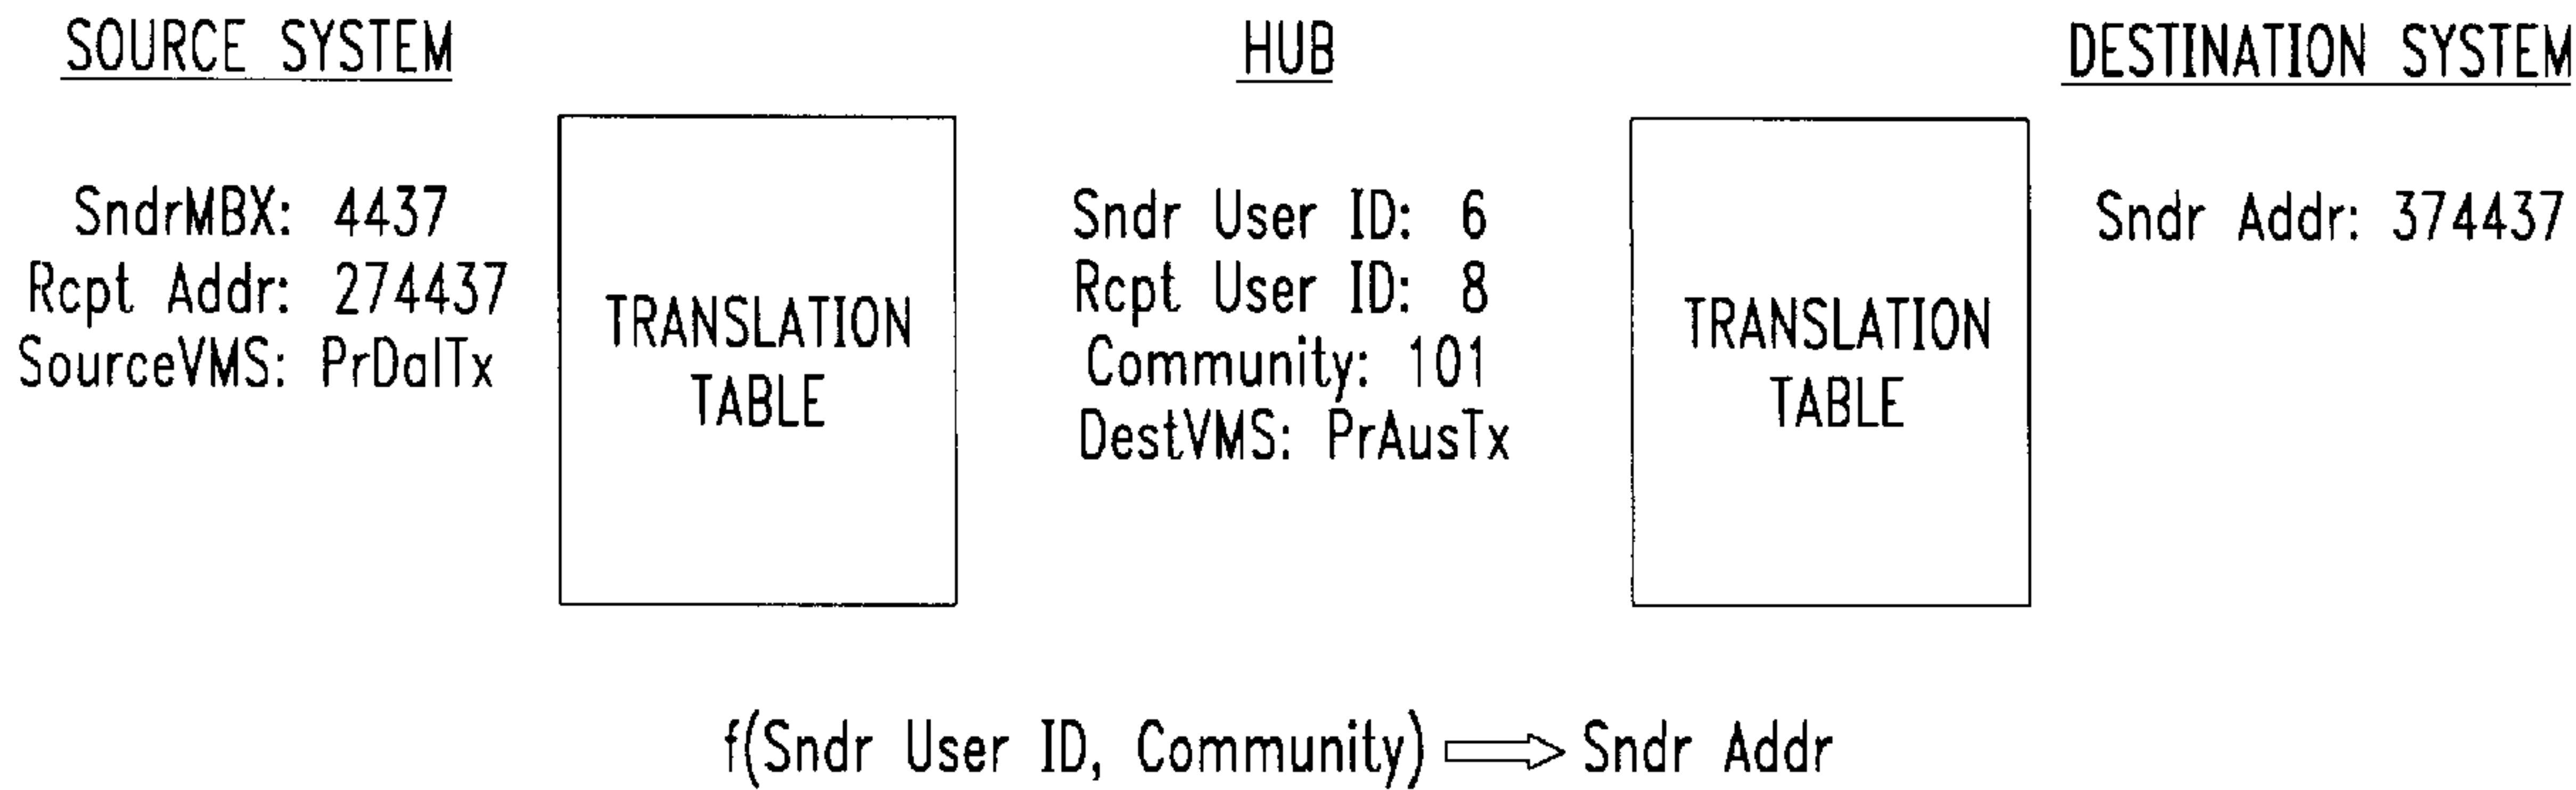 SOURCE SYSTEM
SndrMBX: 4437
Rcpt Addr: 274437
SourceVMS: PrDalTx
TRANSLATION
TABLE
HUB
Sndr User ID: 6
Rcpt User ID: 8
Community: 101
DestVMS: PrAusTx
TRANSLATION
TABLE
DESTINATION SYSTEM
Sndr Addr: 374437
f(Sndr User ID, Community) ⟹ Sndr Addr